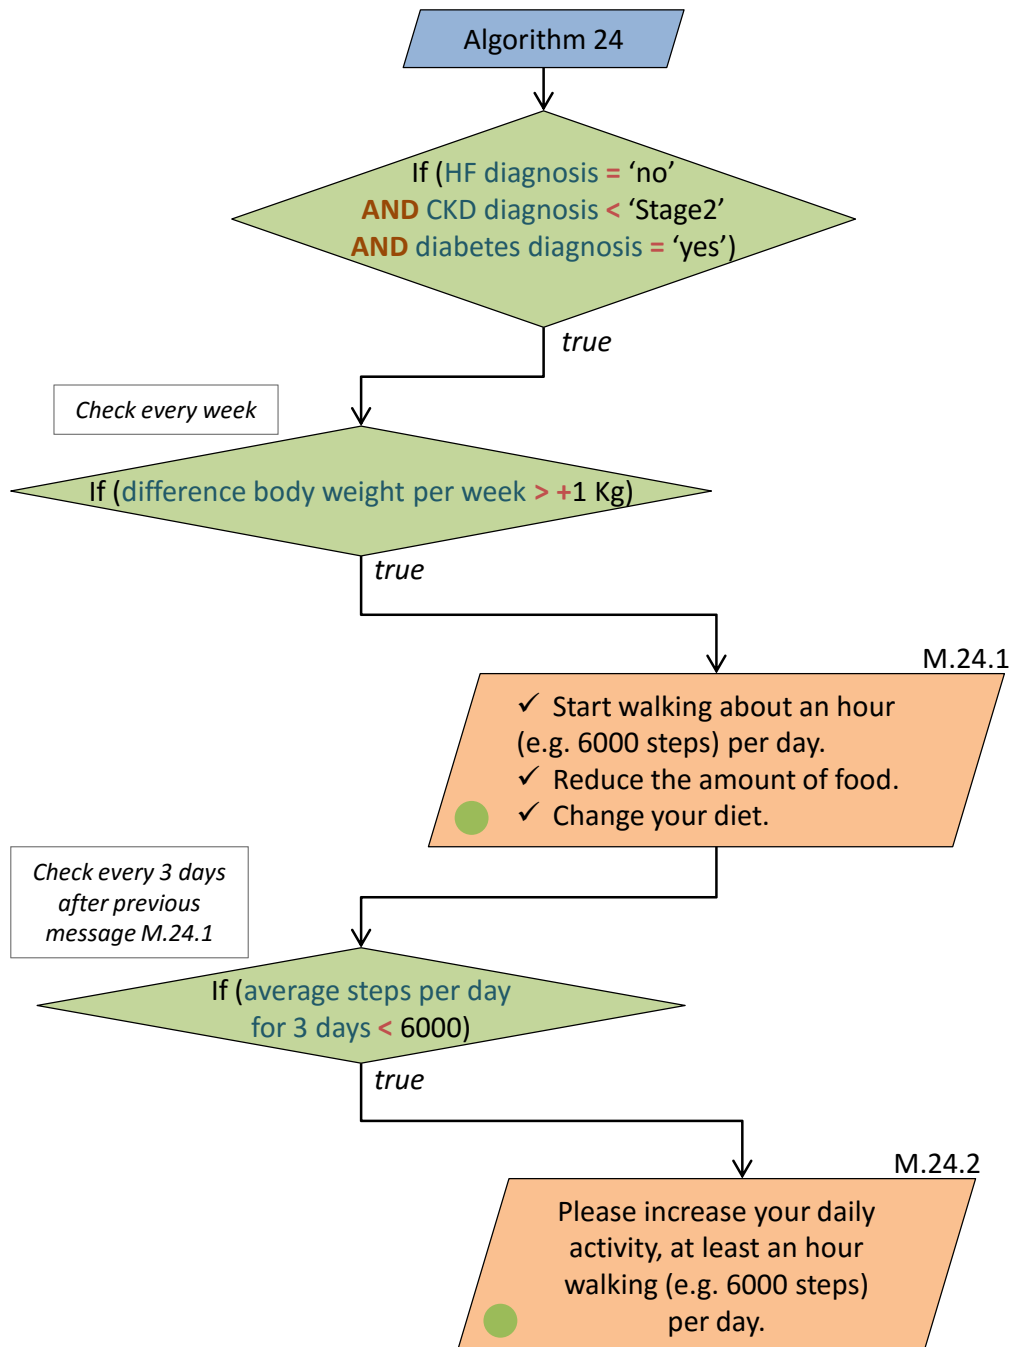 Algorithm 24
If (HF diagnosis = ‘no’
AND CKD diagnosis < ‘Stage2’
AND diabetes diagnosis = ‘yes’)
true
Check every week
If (difference body weight per week > +1 Kg)
true
M.24.1
✓ Start walking about an hour
(e.g. 6000 steps) per day.
✓ Reduce the amount of food.
✓ Change your diet.
Check every 3 days
after previous
message M.24.1
If (average steps per day
for 3 days < 6000)
true
M.24.2
Please increase your daily
activity, at least an hour
walking (e.g. 6000 steps)
per day.